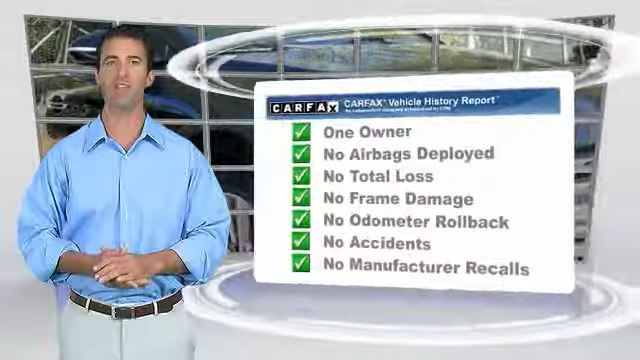 CARFAX CARFAX Vehicle History Report™
One Owner
No Airbags Deployed
No Total Loss
No Frame Damage
No Odometer Rollback
No Accidents
No Manufacturer Recalls